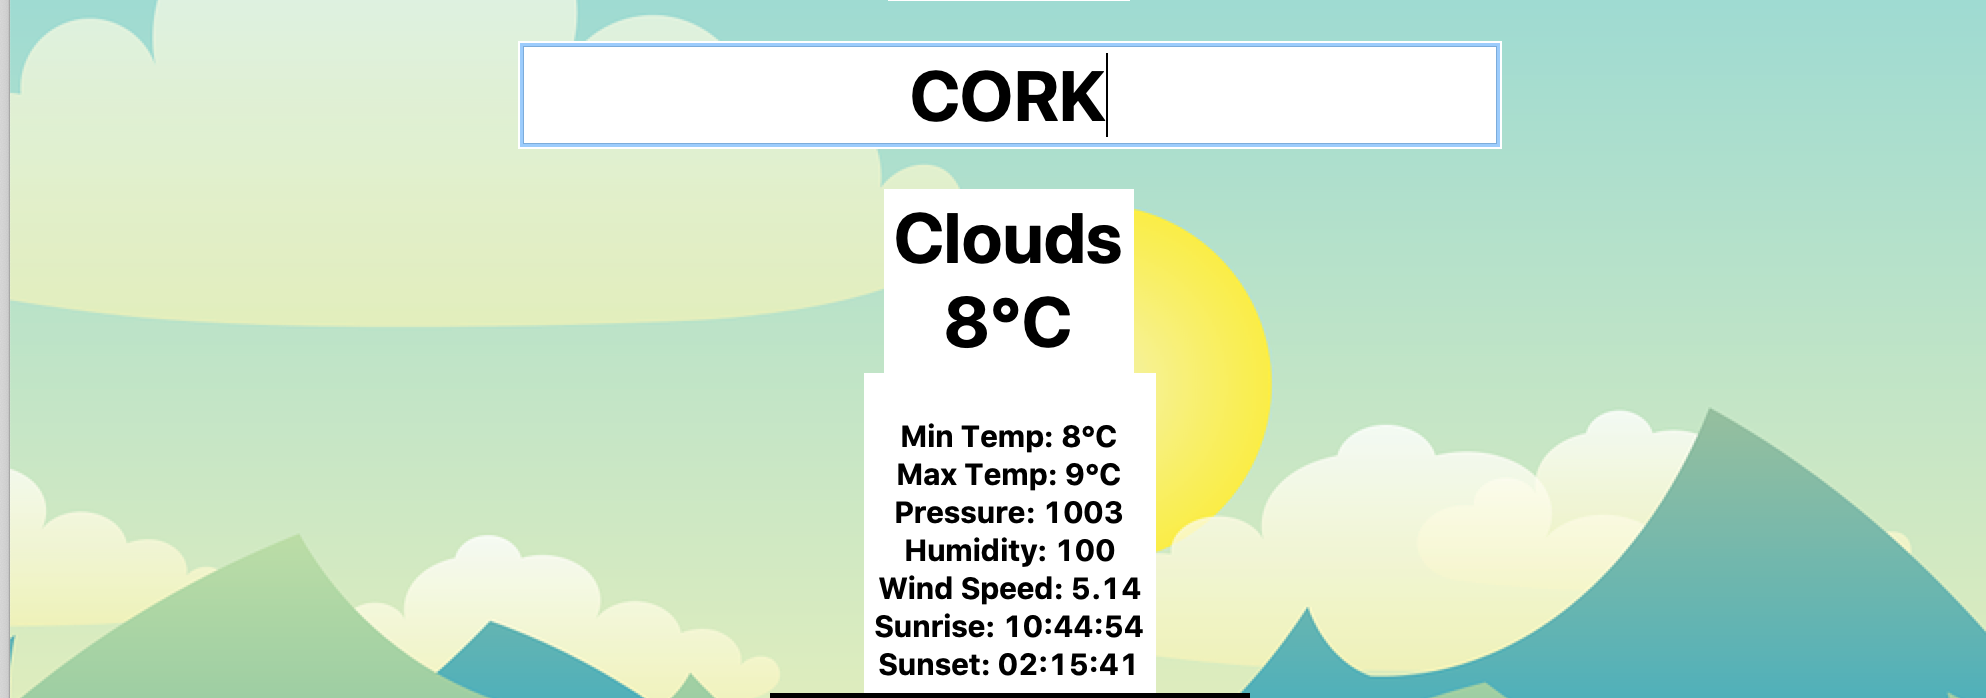 CORK
Clouds
8°C
Min Temp: 8°C
Max Temp: 9°C
Pressure: 1003
Humidity: 100
Wind Speed: 5.14
Sunrise: 10:44:54
Sunset: 02:15:41